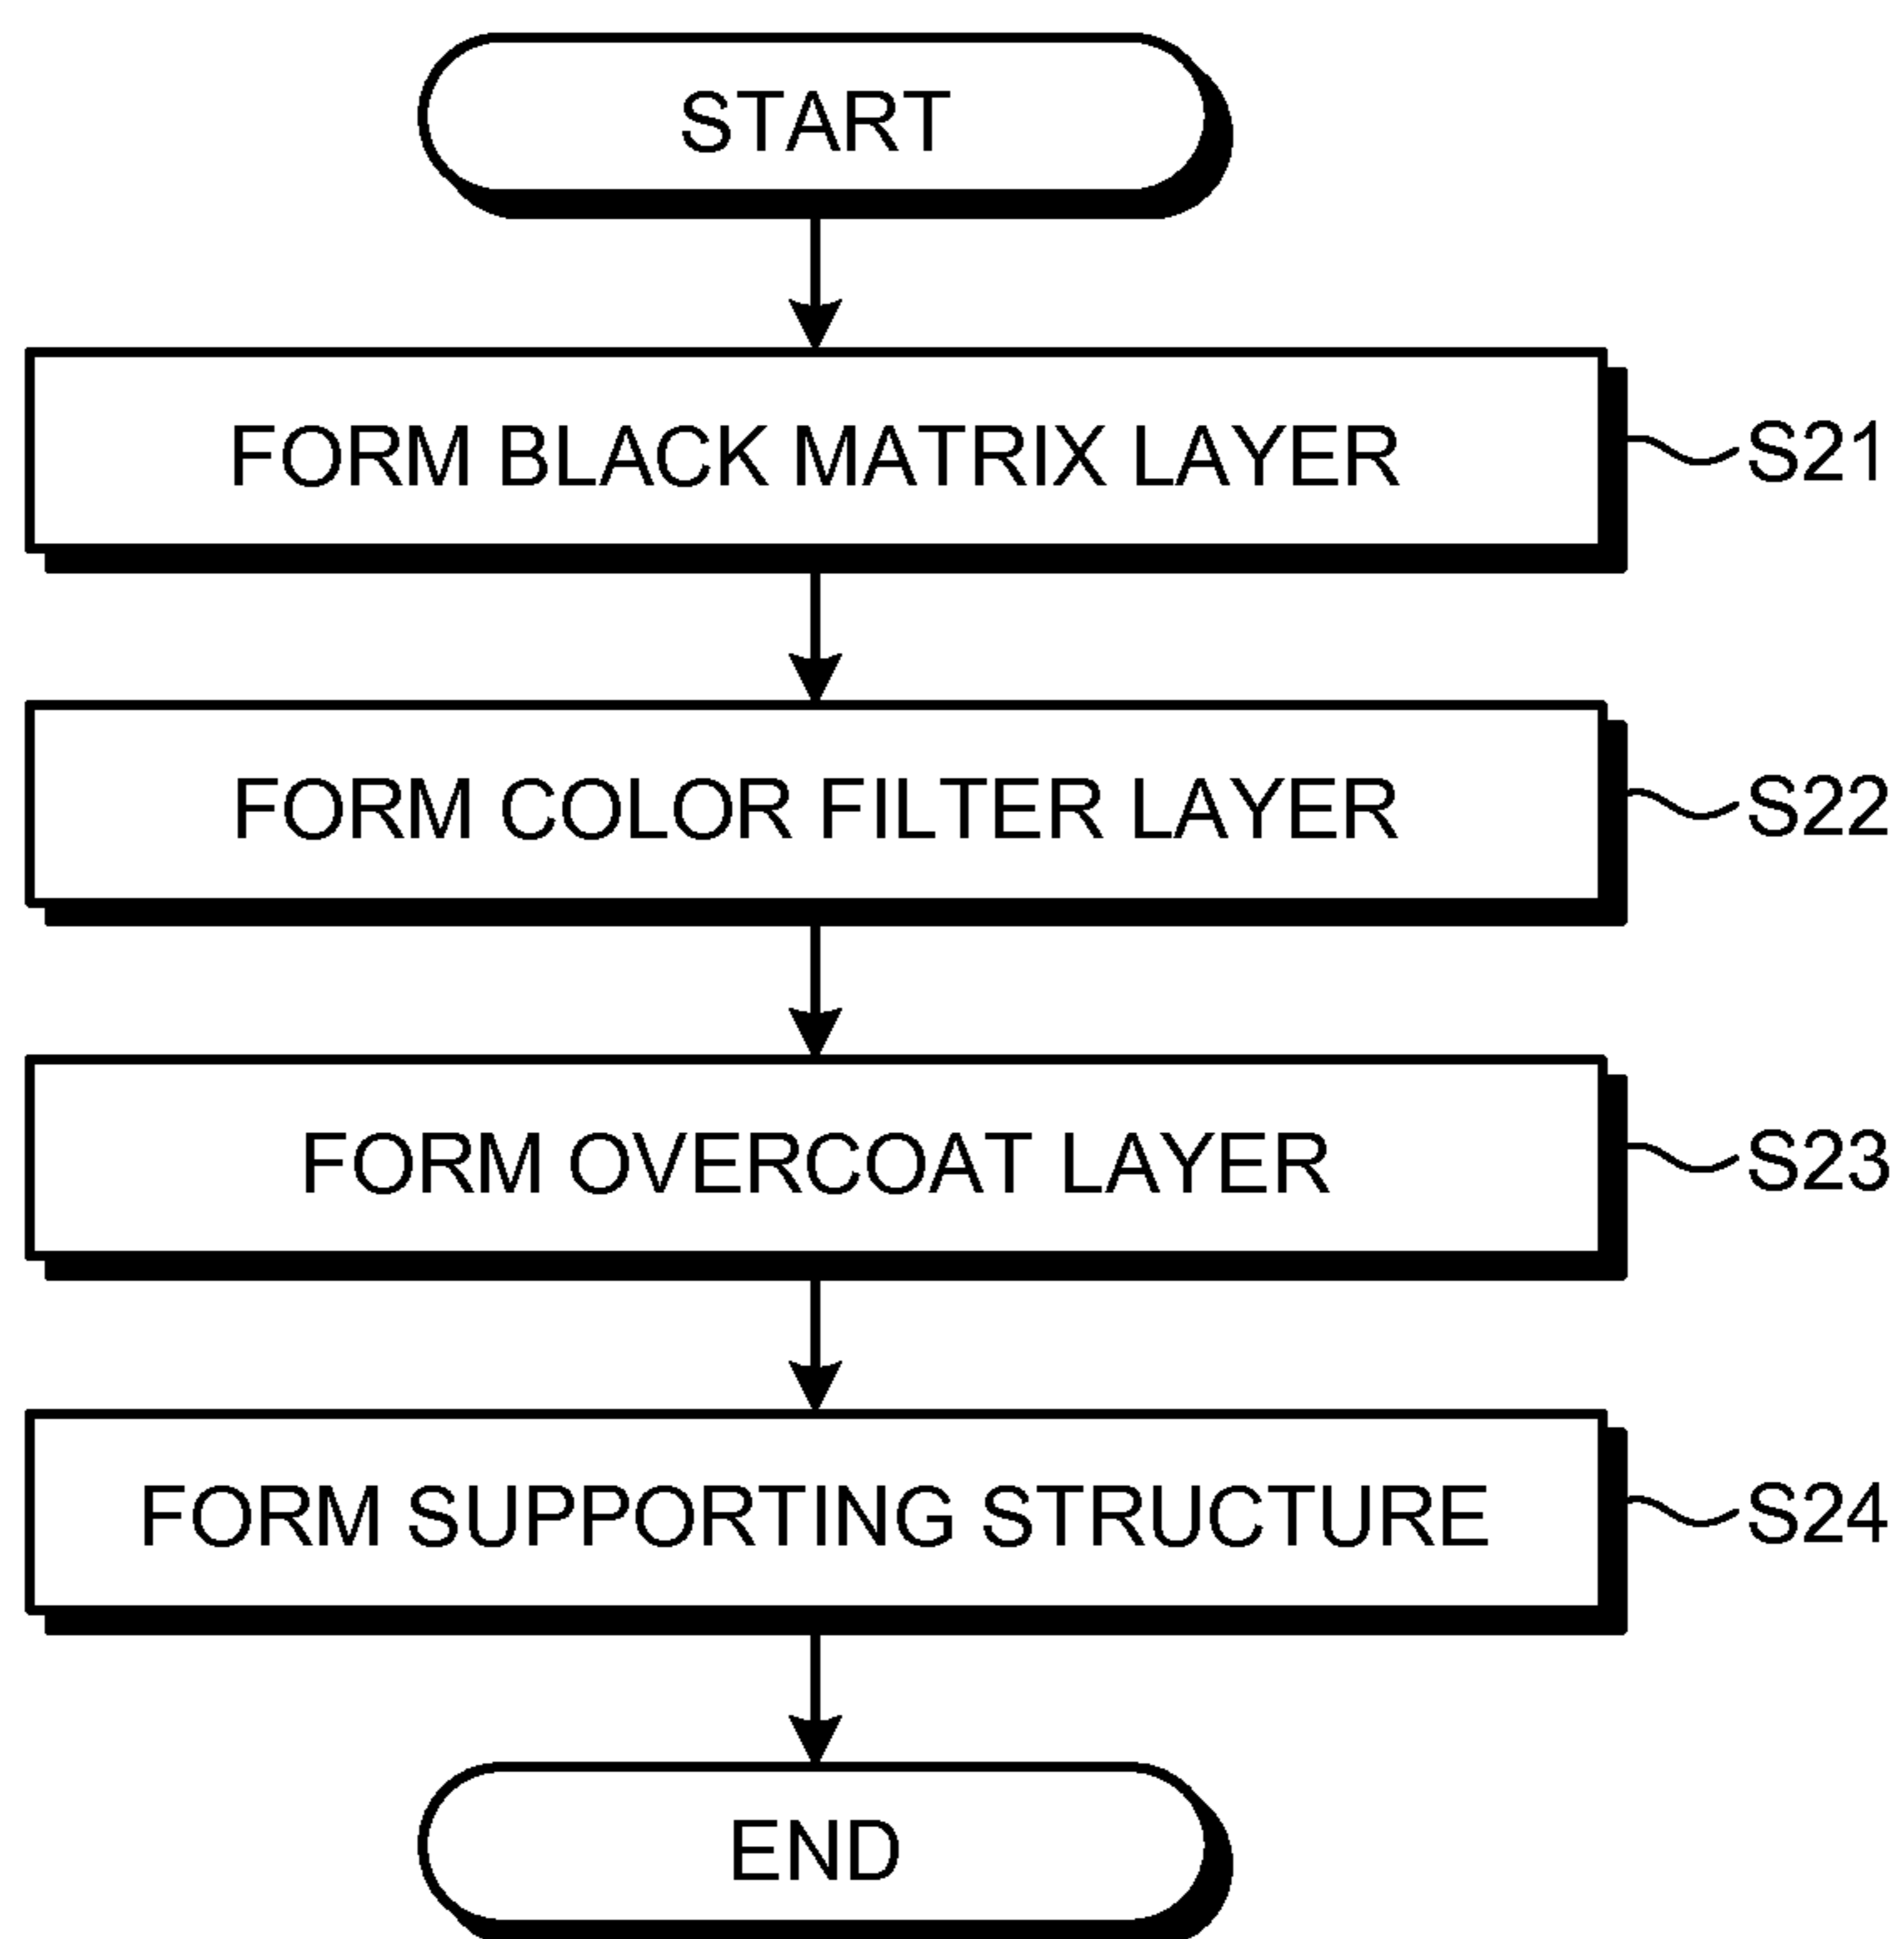 START
FORM BLACK MATRIX LAYER S21
FORM COLOR FILTER LAYER S22
FORM OVERCOAT LAYER S23
FORM SUPPORTING STRUCTURE S24
END